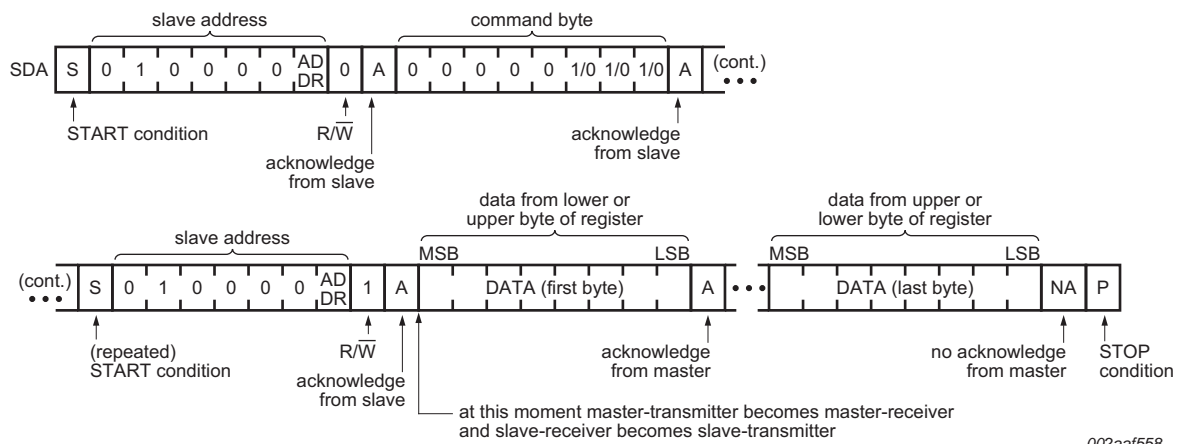 slave address command byte
SDA S 0 1 0 0 0 0 AD DR 0 A 0 0 0 0 0 1/0 1/0 1/0 A (cont.)
START condition R/W̅ acknowledge from slave acknowledge from slave
data from lower or upper byte of register data from upper or lower byte of register
slave address
MSB LSB MSB LSB
(cont.) S 0 1 0 0 0 0 AD DR 1 A DATA (first byte) A DATA (last byte) NA P
(repeated) START condition R/W̅ acknowledge from slave acknowledge from master no acknowledge from master STOP condition
at this moment master-transmitter becomes master-receiver
and slave-receiver becomes slave-transmitter
002aaf558